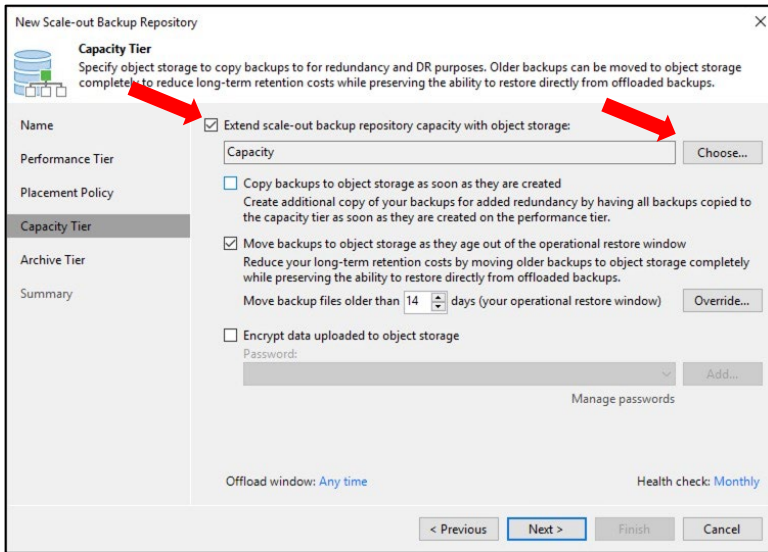 New Scale-out Backup Repository
Capacity Tier
Specify object storage to copy backups to for redundancy and DR purposes. Older backups can be moved to object storage
completely to reduce long-term retention costs while preserving the ability to restore directly from offloaded backups.
Name
Performance Tier
Placement Policy
Capacity Tier
Archive Tier
Summary
Extend scale-out backup repository capacity with object storage:
Capacity
Choose...
Copy backups to object storage as soon as they are created
Create additional copy of your backups for added redundancy by having all backups copied to
the capacity tier as soon as they are created on the performance tier.
Move backups to object storage as they age out of the operational restore window
Reduce your long-term retention costs by moving older backups to object storage completely
while preserving the ability to restore directly from offloaded backups.
Move backup files older than 14 days (your operational restore window)
Override...
Encrypt data uploaded to object storage
Password:
Add...
Manage passwords
Offload window: Any time
Health check: Monthly
< Previous
Next >
Finish
Cancel